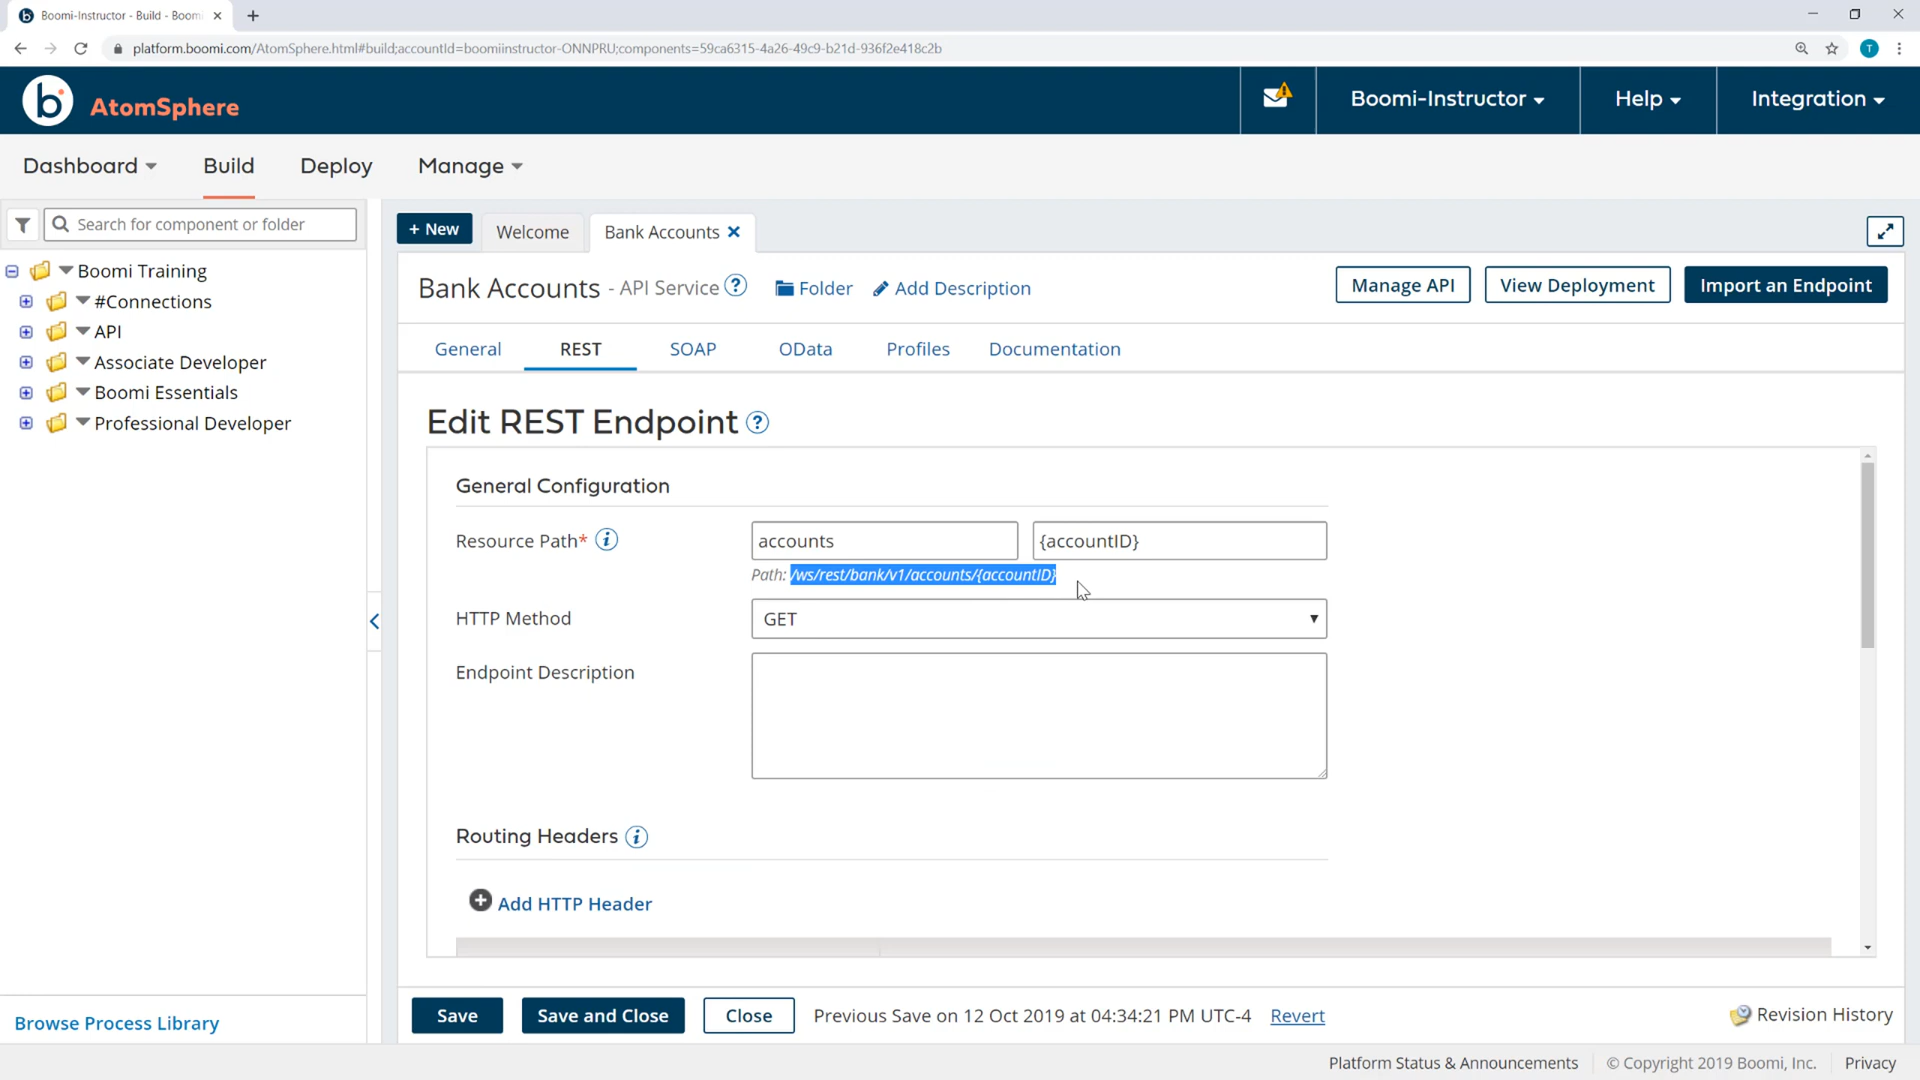 Boomi-Instructor - Build - Boom
platform.boomi.com/AtomSphere.html#build;accountId=boomiinstructor-ONNPRU;components=59ca6315-4a26-49c9-b21d-936f2e418c2b
T
b AtomSphere
Boomi-Instructor
Help
Integration
Dashboard
Build
Deploy
Manage
Search for component or folder
+ New
Welcome
Bank Accounts
Boomi Training
#Connections
API
Associate Developer
Boomi Essentials
Professional Developer
Bank Accounts - API Service
Folder
Add Description
Manage API
View Deployment
Import an Endpoint
General
REST
SOAP
OData
Profiles
Documentation
Edit REST Endpoint
General Configuration
Resource Path*
accounts
{accountID}
Path: /ws/rest/bank/v1/accounts/{accountID}
HTTP Method
GET
Endpoint Description
Routing Headers
Add HTTP Header
Browse Process Library
Save
Save and Close
Close
Previous Save on 12 Oct 2019 at 04:34:21 PM UTC-4
Revert
Revision History
Platform Status & Announcements
© Copyright 2019 Boomi, Inc.
Privacy